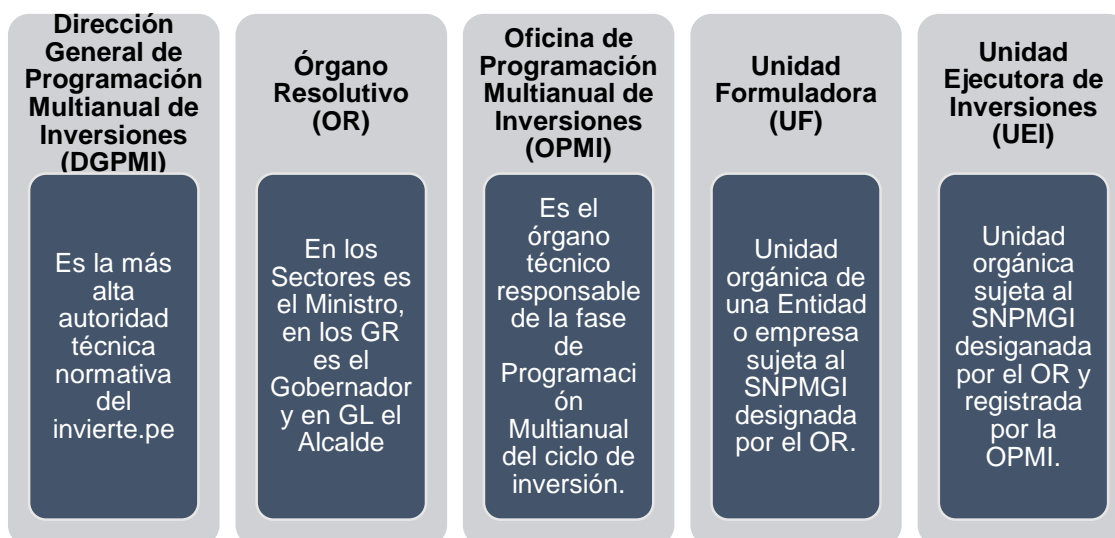 Dirección
General de
Programación
Multianual de
Inversiones
(DGPMI)
Es la más
alta
autoridad
técnica
normativa
del
invierte.pe
Órgano
Resolutivo
(OR)
En los
Sectores es
el Ministro,
en los GR
es el
Gobernador
y en GL el
Alcalde
Oficina de
Programación
Multianual de
Inversiones
(OPMI)
Es el
órgano
técnico
responsable
de la fase
de
Programaci
ón
Multianual
del ciclo de
inversión.
Unidad
Formuladora
(UF)
Unidad
orgánica de
una Entidad
o empresa
sujeta al
SNPMGI
designada
por el OR.
Unidad
Ejecutora de
Inversiones
(UEI)
Unidad
orgánica
sujeta al
SNPMGI
desiganada
por el OR y
registrada
por la
OPMI.